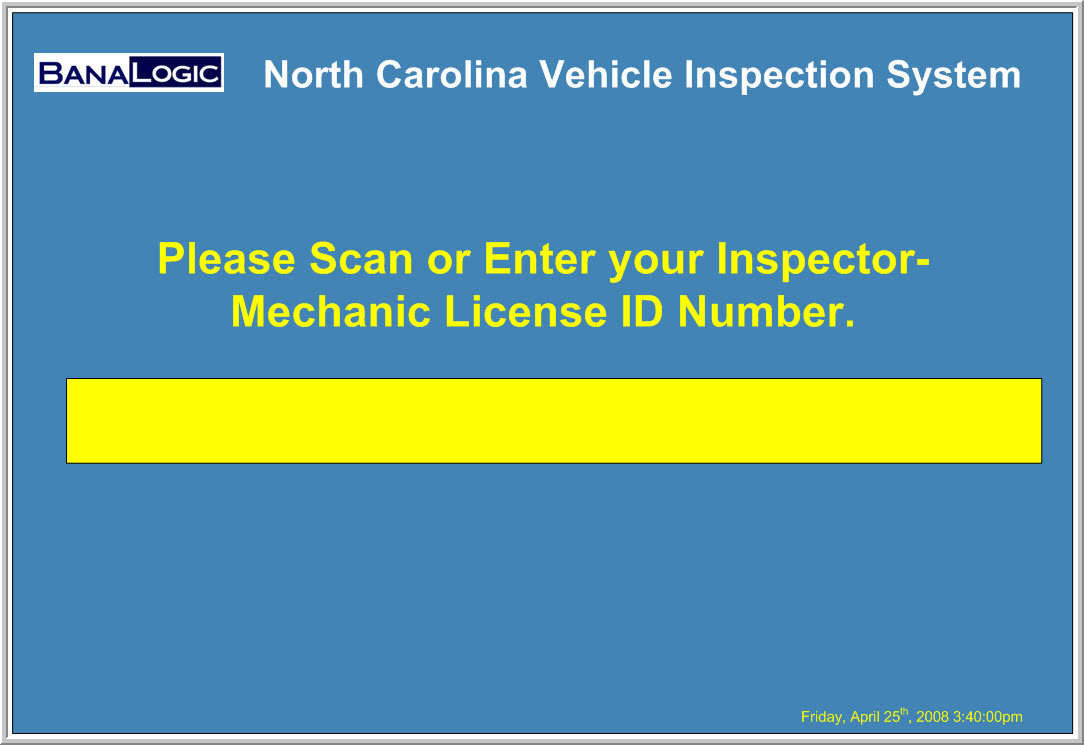 BANALOGIC
North Carolina Vehicle Inspection System
Please Scan or Enter your Inspector-
Mechanic License ID Number.
Friday, April 25th, 2008 3:40:00pm